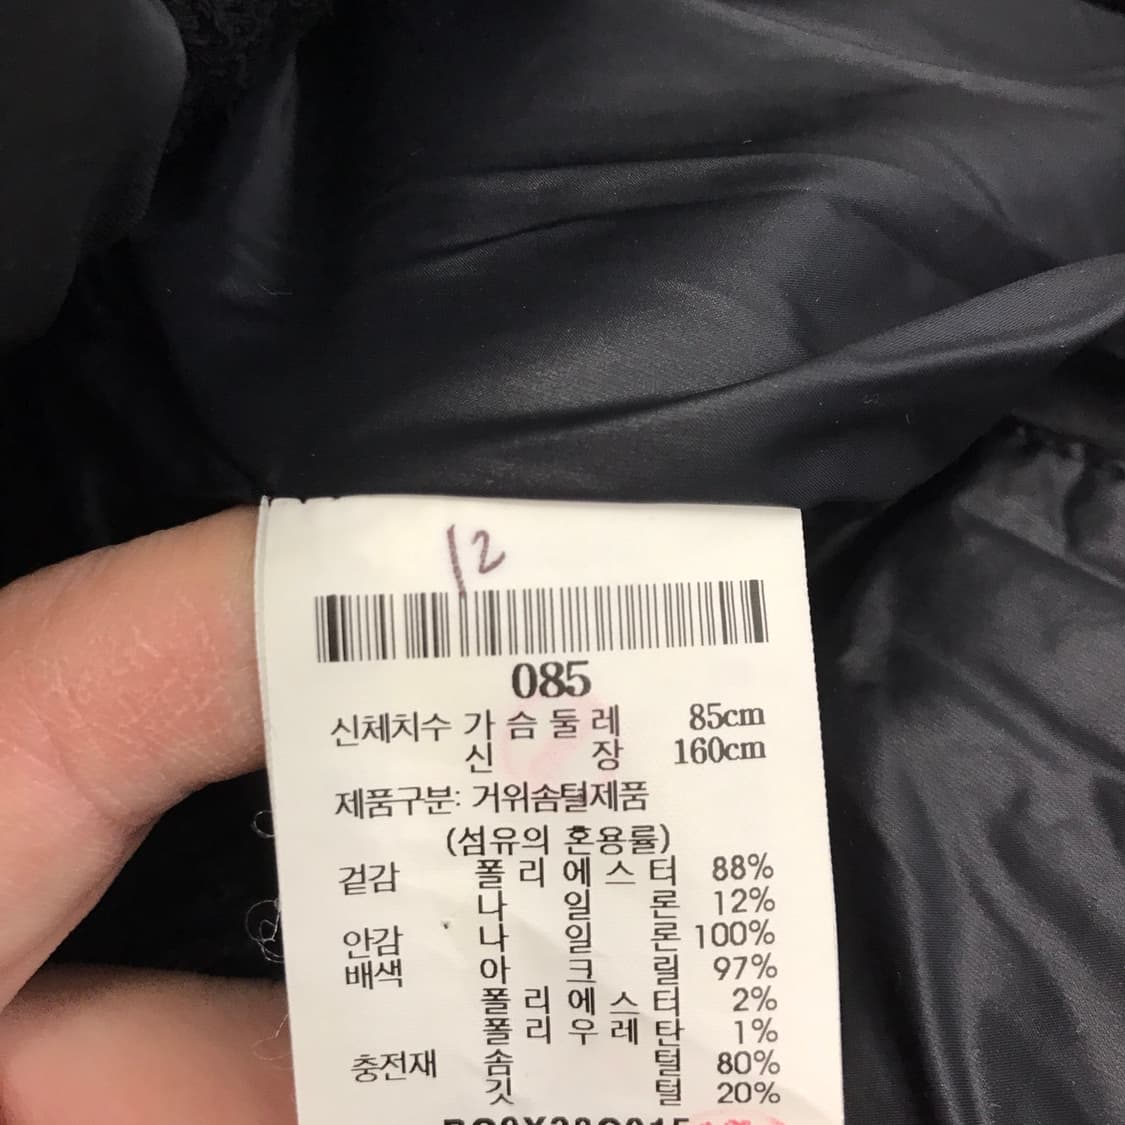 12
085
신체치수 가 슴 둘 레 85cm
신 장 160cm
제품구분: 거위솜털제품
(섬유의 혼용률)
겉감 폴 리 에 스 터 88%
나 일 론 12%
안감 나 일 론 100%
배색 아 크 릴 97%
폴 리 에 스 터 2%
폴 리 우 레 탄 1%
충전재 솜 털 80%
깃 털 20%